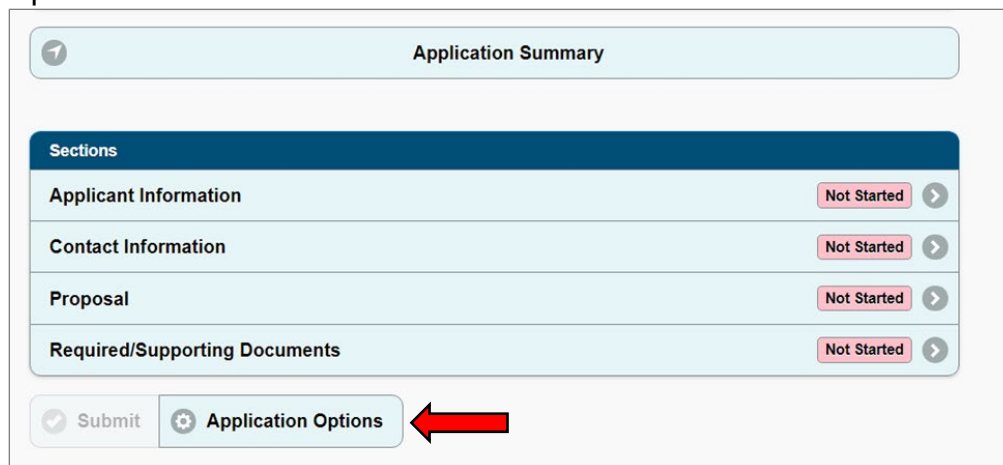 Application Summary
Sections
Applicant Information Not Started
Contact Information Not Started
Proposal Not Started
Required/Supporting Documents Not Started
Submit Application Options